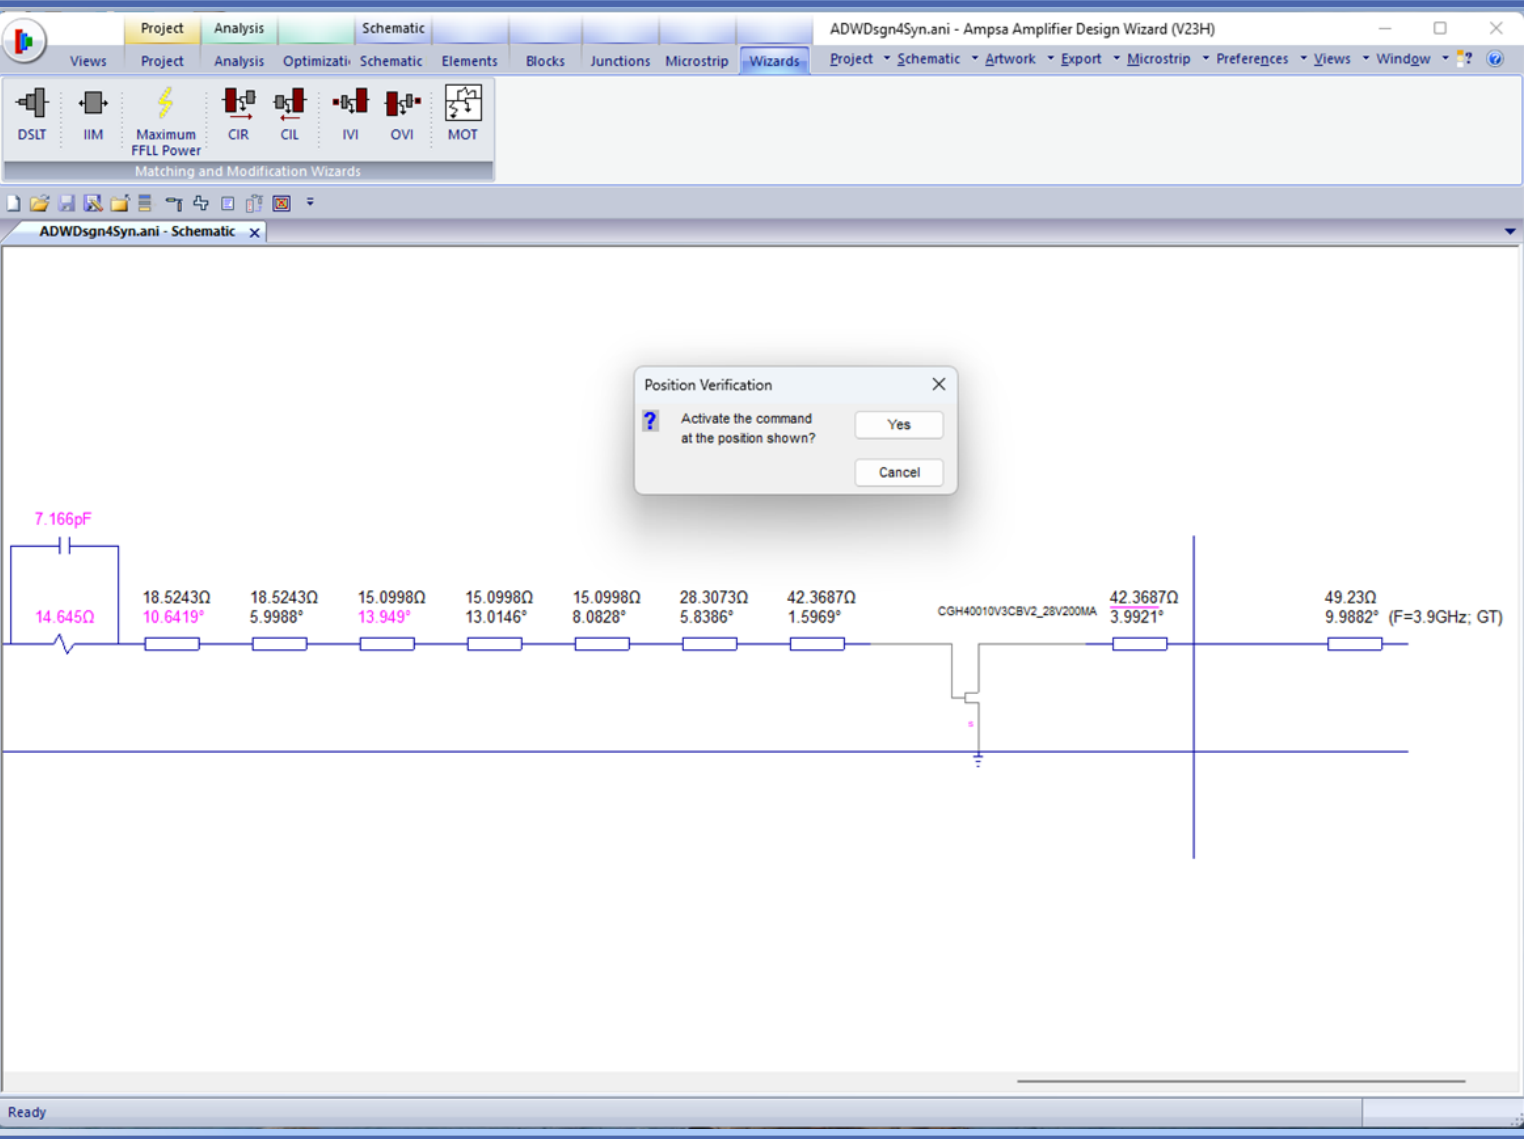 Project Analysis Schematic ADWDsgn4Syn.ani - Ampsa Amplifier Design Wizard (V23H)
Views Project Analysis Optimizati Schematic Elements Blocks Junctions Microstrip Wizards Project Schematic Artwork Export Microstrip Preferences Views Window ?
DSLT IIM Maximum FFLL Power CIR CIL IVI OVI MOT
Matching and Modification Wizards
ADWDsgn4Syn.ani - Schematic
Position Verification
? Activate the command
at the position shown?
Yes
Cancel
7.166pF
14.645Ω
18.5243Ω
10.6419°
18.5243Ω
5.9988°
15.0998Ω
13.949°
15.0998Ω
13.0146°
15.0998Ω
8.0828°
28.3073Ω
5.8386°
42.3687Ω
1.5969°
CGH40010V3CBV2_28V200MA
42.3687Ω
3.9921°
49.23Ω
9.9882° (F=3.9GHz; GT)
Ready